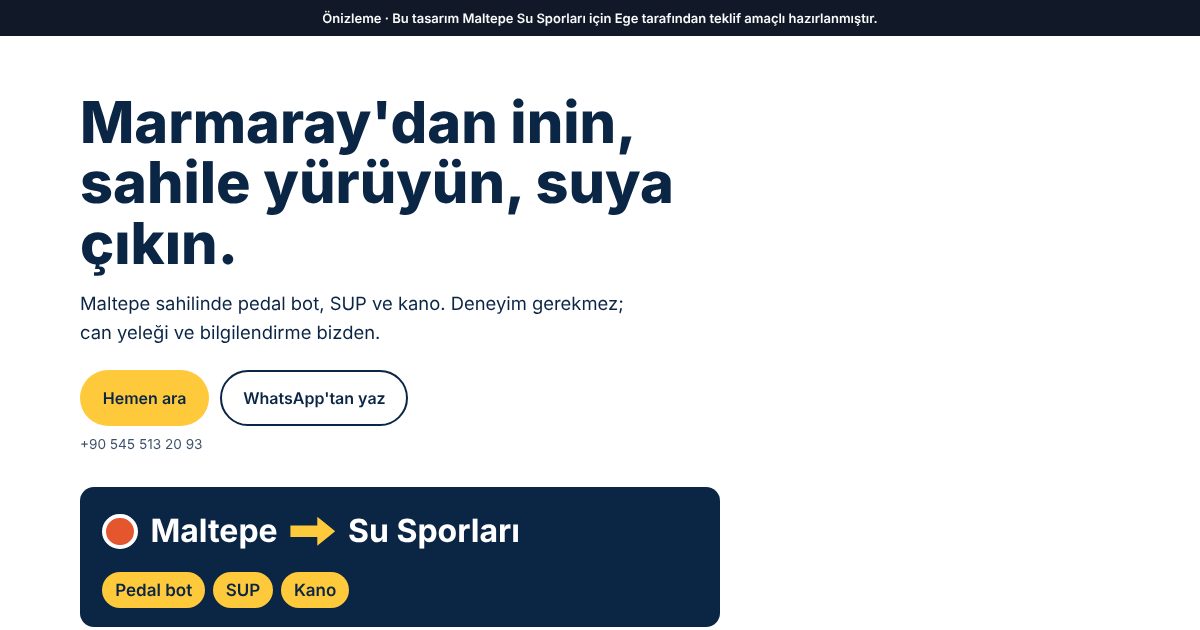 Önizleme · Bu tasarım Maltepe Su Sporları için Ege tarafından teklif amaçlı hazırlanmıştır.
Marmaray'dan inin,
sahile yürüyün, suya
çıkın.
Maltepe sahilinde pedal bot, SUP ve kano. Deneyim gerekmez;
can yeleği ve bilgilendirme bizden.
Hemen ara
WhatsApp'tan yaz
+90 545 513 20 93
Maltepe Su Sporları
Pedal bot
SUP
Kano